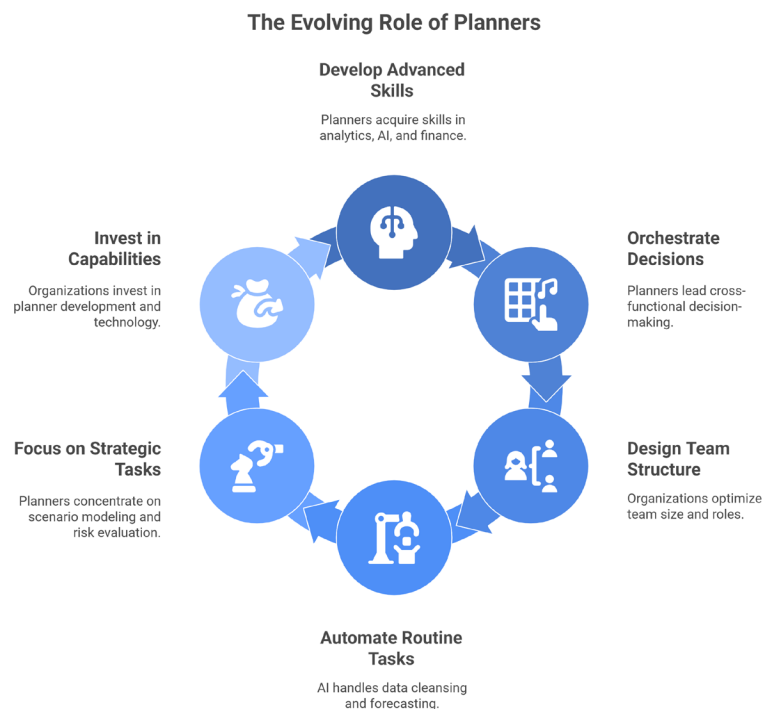 The Evolving Role of Planners
Develop Advanced
Skills
Planners acquire skills in
analytics, AI, and finance.
Orchestrate
Decisions
Planners lead cross-
functional decision-
making.
Design Team
Structure
Organizations optimize
team size and roles.
Automate Routine
Tasks
AI handles data cleansing
and forecasting.
Focus on Strategic
Tasks
Planners concentrate on
scenario modeling and
risk evaluation.
Invest in
Capabilities
Organizations invest in
planner development and
technology.